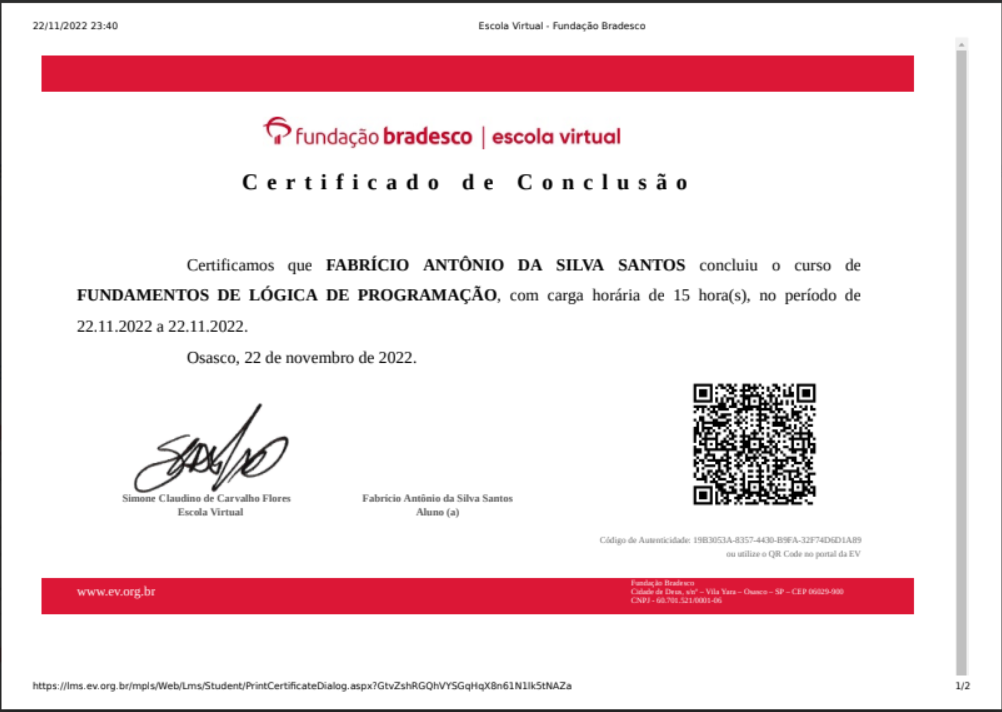 22/11/2022 23:40 Escola Virtual - Fundação Bradesco
fundação bradesco | escola virtual
Certificado de Conclusão
Certificamos que FABRÍCIO ANTÔNIO DA SILVA SANTOS concluiu o curso de
FUNDAMENTOS DE LÓGICA DE PROGRAMAÇÃO, com carga horária de 15 hora(s), no período de
22.11.2022 a 22.11.2022.
Osasco, 22 de novembro de 2022.
Simone Claudino de Carvalho Flores
Escola Virtual
Fabrício Antônio da Silva Santos
Aluno (a)
Código de Autenticidade: 19B3053A-8357-4430-B9FA-32F74D6D1A89
ou utilize o QR Code no portal da EV
www.ev.org.br
Fundação Bradesco
Cidade de Deus, s/nº – Vila Yara – Osasco – SP – CEP 06029-900
CNPJ - 60.701.521/0001-06
https://lms.ev.org.br/mpls/Web/Lms/Student/PrintCertificateDialog.aspx?GtvZshRGQhVYSGqHqX8n61N1lk5tNAZa 1/2